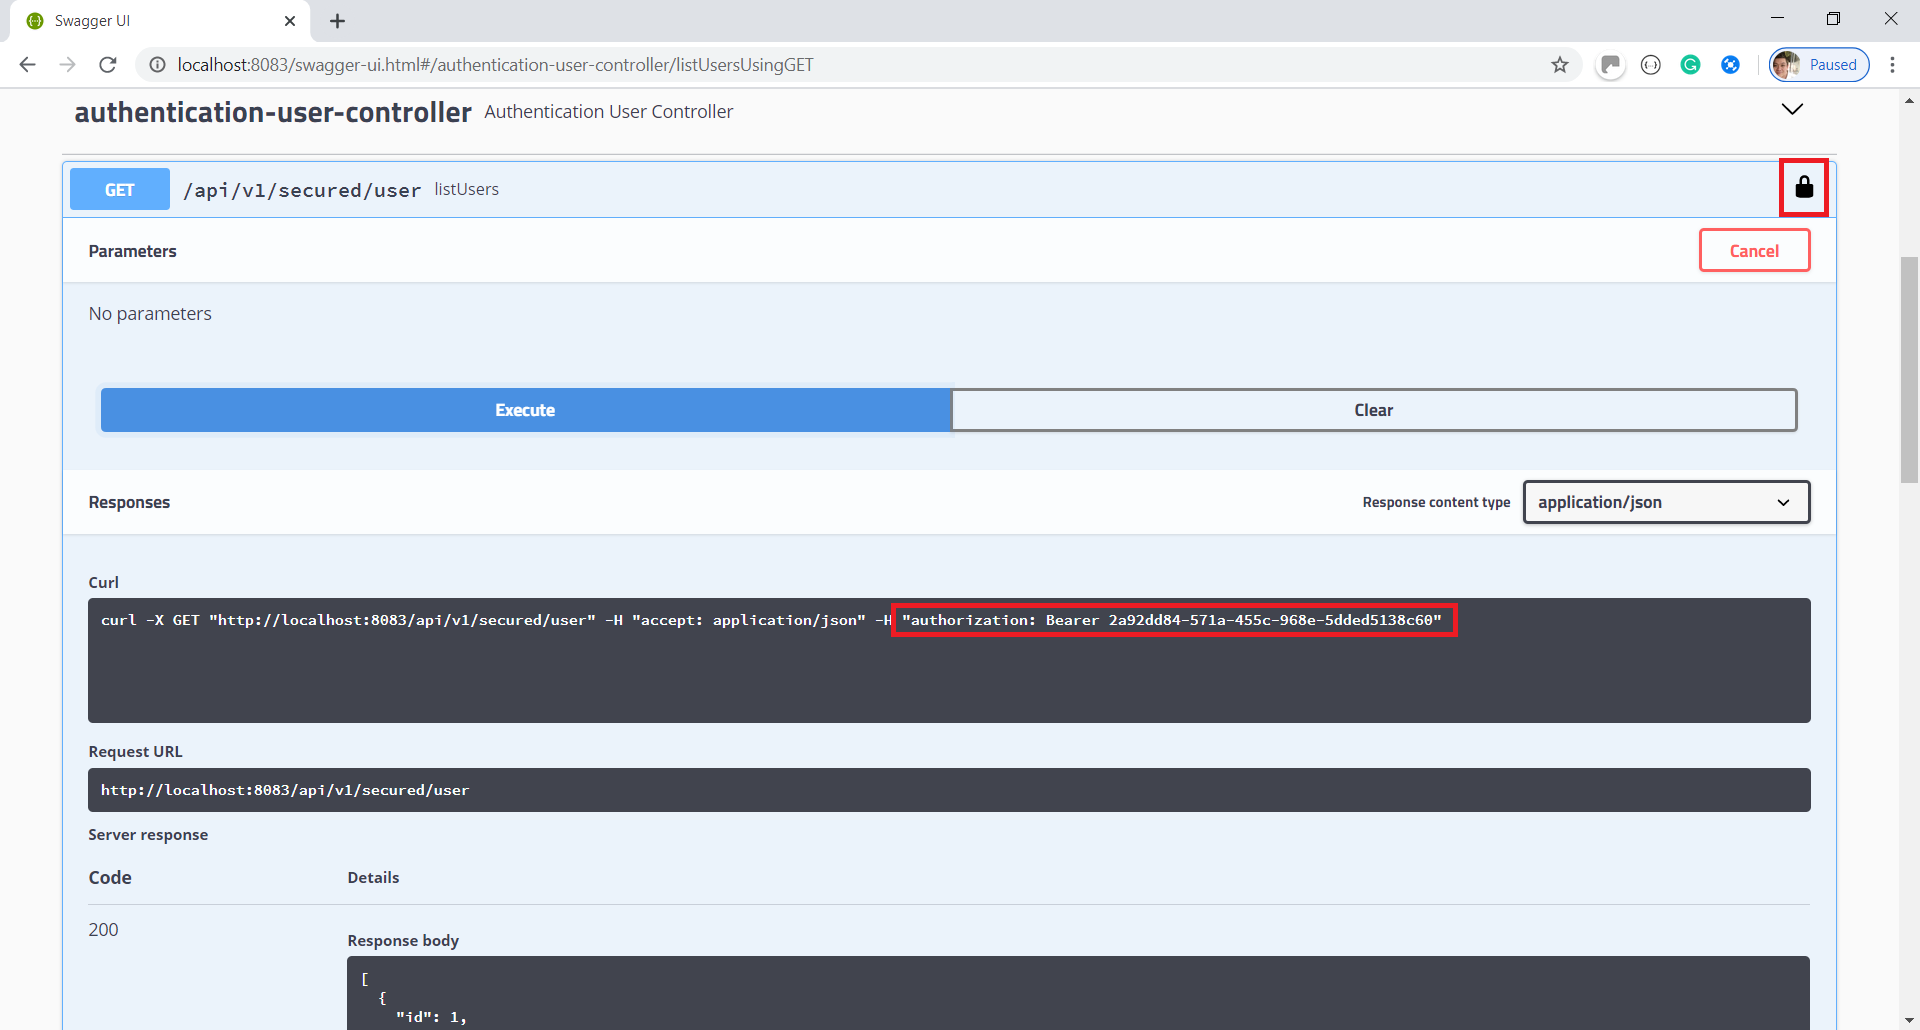 Swagger UI
localhost:8083/swagger-ui.html#/authentication-user-controller/listUsersUsingGET
Paused
authentication-user-controller Authentication User Controller
GET /api/v1/secured/user listUsers
Parameters
Cancel
No parameters
Execute
Clear
Responses
Response content type
application/json
Curl
curl -X GET "http://localhost:8083/api/v1/secured/user" -H "accept: application/json" -H "authorization: Bearer 2a92dd84-571a-455c-968e-5dded5138c60"
Request URL
http://localhost:8083/api/v1/secured/user
Server response
Code Details
200
Response body
[
{
"id": 1,